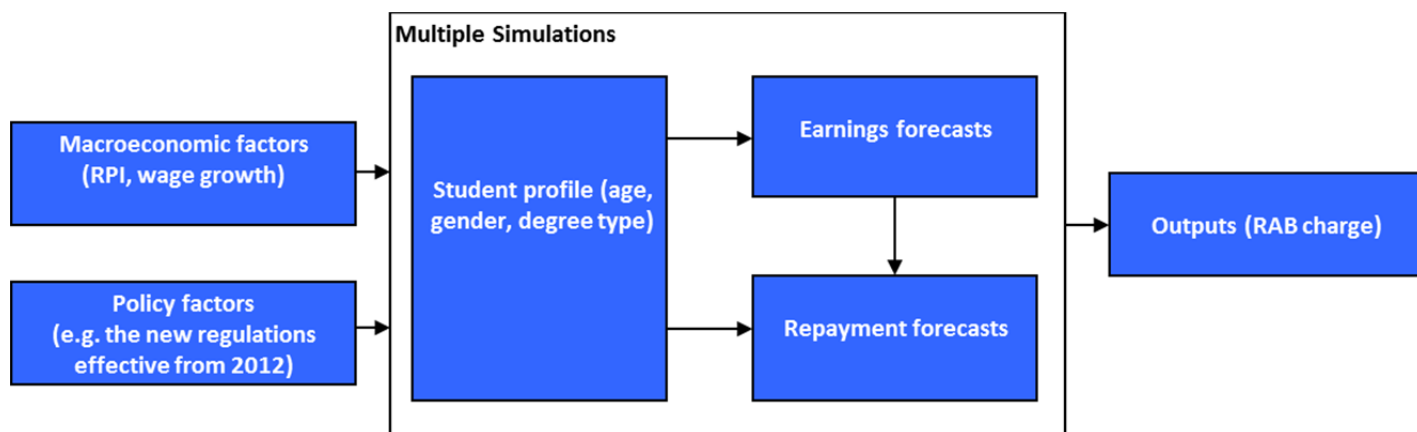 Multiple Simulations
Macroeconomic factors
(RPI, wage growth)
Policy factors
(e.g. the new regulations
effective from 2012)
Student profile (age,
gender, degree type)
Earnings forecasts
Repayment forecasts
Outputs (RAB charge)